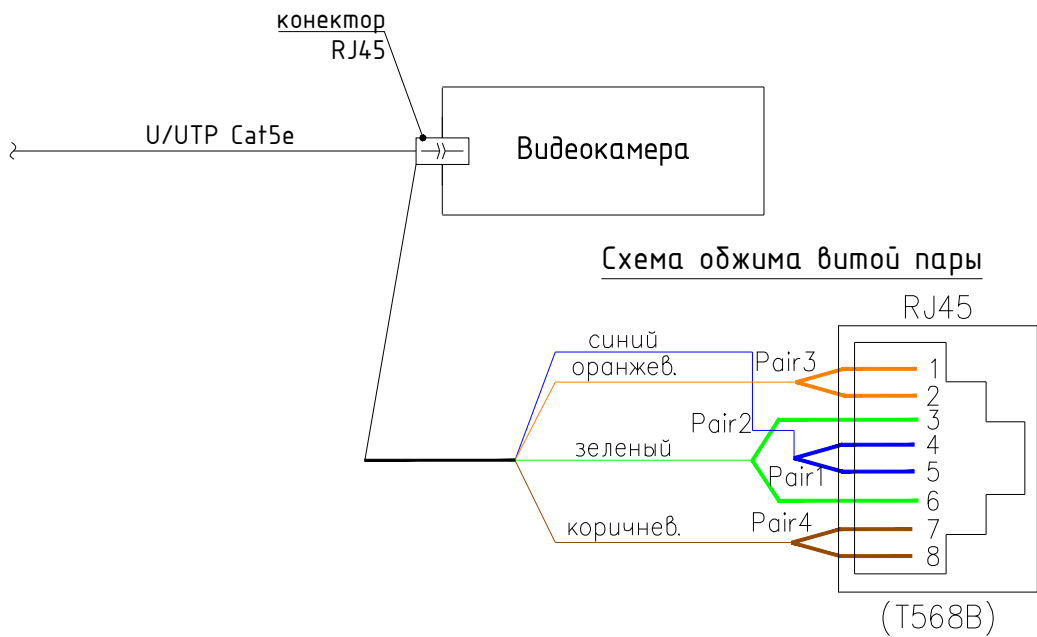 конектор
RJ45
U/UTP Cat5e
Видеокамера
Схема обжима витой пары
RJ45
синий
Pair3
1
оранжев.
2
Pair2
3
4
зеленый
Pair1
5
6
коричнев.
Pair4
7
8
(T568B)